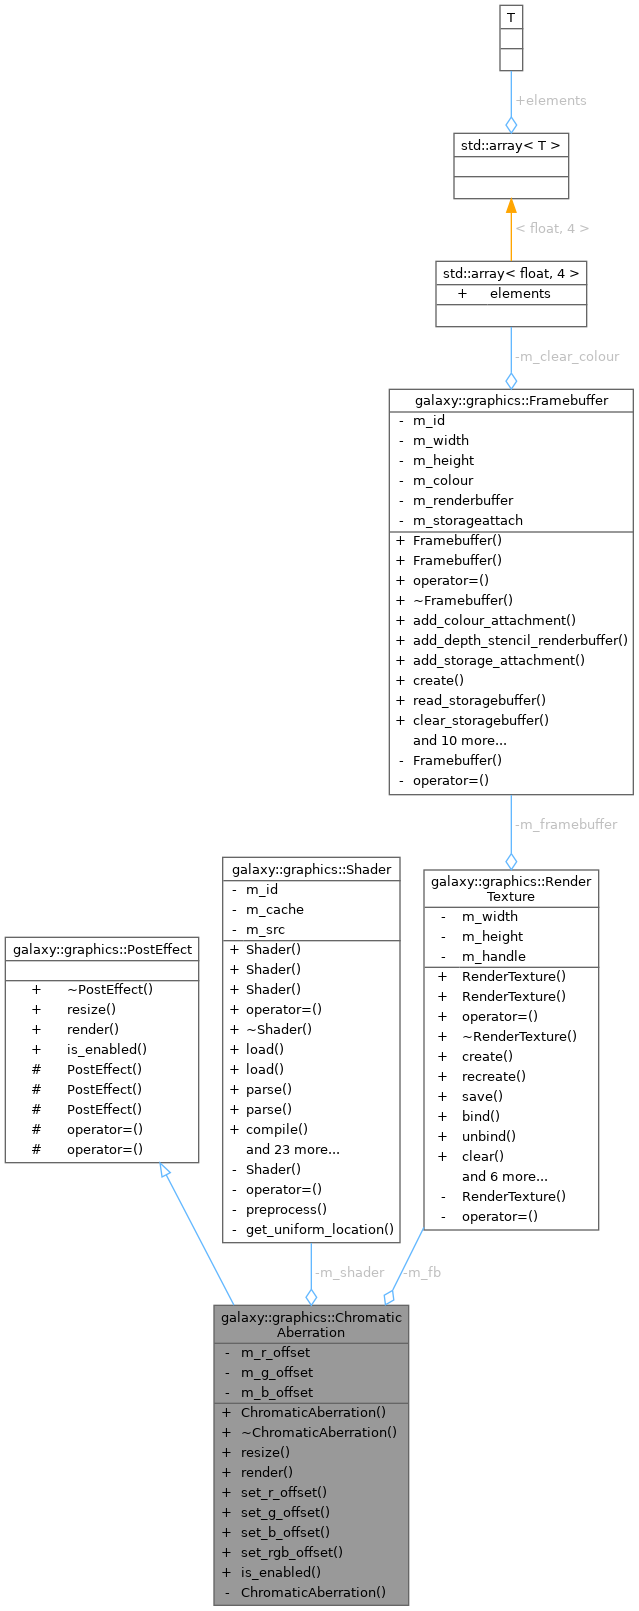 T
+elements
std::array< T >
< float, 4 >
std::array< float, 4 >
+ elements
-m_clear_colour
galaxy::graphics::Framebuffer
- m_id
- m_width
- m_height
- m_colour
- m_renderbuffer
- m_storageattach
+ Framebuffer()
+ Framebuffer()
+ operator=()
+ ~Framebuffer()
+ add_colour_attachment()
+ add_depth_stencil_renderbuffer()
+ add_storage_attachment()
+ create()
+ read_storagebuffer()
+ clear_storagebuffer()
and 10 more...
- Framebuffer()
- operator=()
-m_framebuffer
galaxy::graphics::PostEffect
+ ~PostEffect()
+ resize()
+ render()
+ is_enabled()
# PostEffect()
# PostEffect()
# PostEffect()
# operator=()
# operator=()
galaxy::graphics::Shader
- m_id
- m_cache
- m_src
+ Shader()
+ Shader()
+ Shader()
+ operator=()
+ ~Shader()
+ load()
+ load()
+ parse()
+ parse()
+ compile()
and 23 more...
- Shader()
- operator=()
- preprocess()
- get_uniform_location()
galaxy::graphics::Render
Texture
- m_width
- m_height
- m_handle
+ RenderTexture()
+ RenderTexture()
+ operator=()
+ ~RenderTexture()
+ create()
+ recreate()
+ save()
+ bind()
+ unbind()
+ clear()
and 6 more...
- RenderTexture()
- operator=()
-m_shader
-m_fb
galaxy::graphics::Chromatic
Aberration
- m_r_offset
- m_g_offset
- m_b_offset
+ ChromaticAberration()
+ ~ChromaticAberration()
+ resize()
+ render()
+ set_r_offset()
+ set_g_offset()
+ set_b_offset()
+ set_rgb_offset()
+ is_enabled()
- ChromaticAberration()